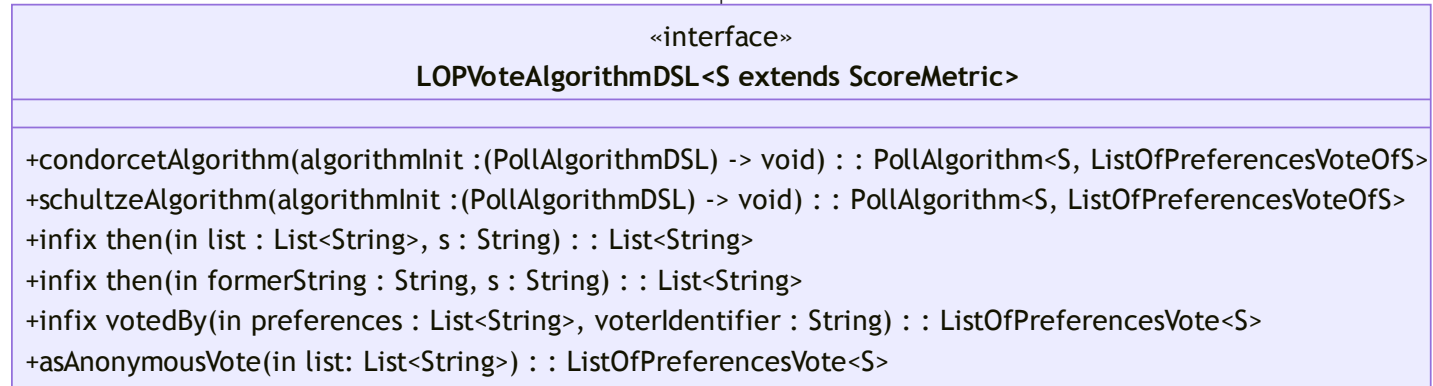 «interface»
LOPVoteAlgorithmDSL<S extends ScoreMetric>
+condorcetAlgorithm(algorithmInit :(PollAlgorithmDSL) -> void) : : PollAlgorithm<S, ListOfPreferencesVoteOfS>
+schultzeAlgorithm(algorithmInit :(PollAlgorithmDSL) -> void) : : PollAlgorithm<S, ListOfPreferencesVoteOfS>
+infix then(in list : List<String>, s : String) : : List<String>
+infix then(in formerString : String, s : String) : : List<String>
+infix votedBy(in preferences : List<String>, voterIdentifier : String) : : ListOfPreferencesVote<S>
+asAnonymousVote(in list: List<String>) : : ListOfPreferencesVote<S>